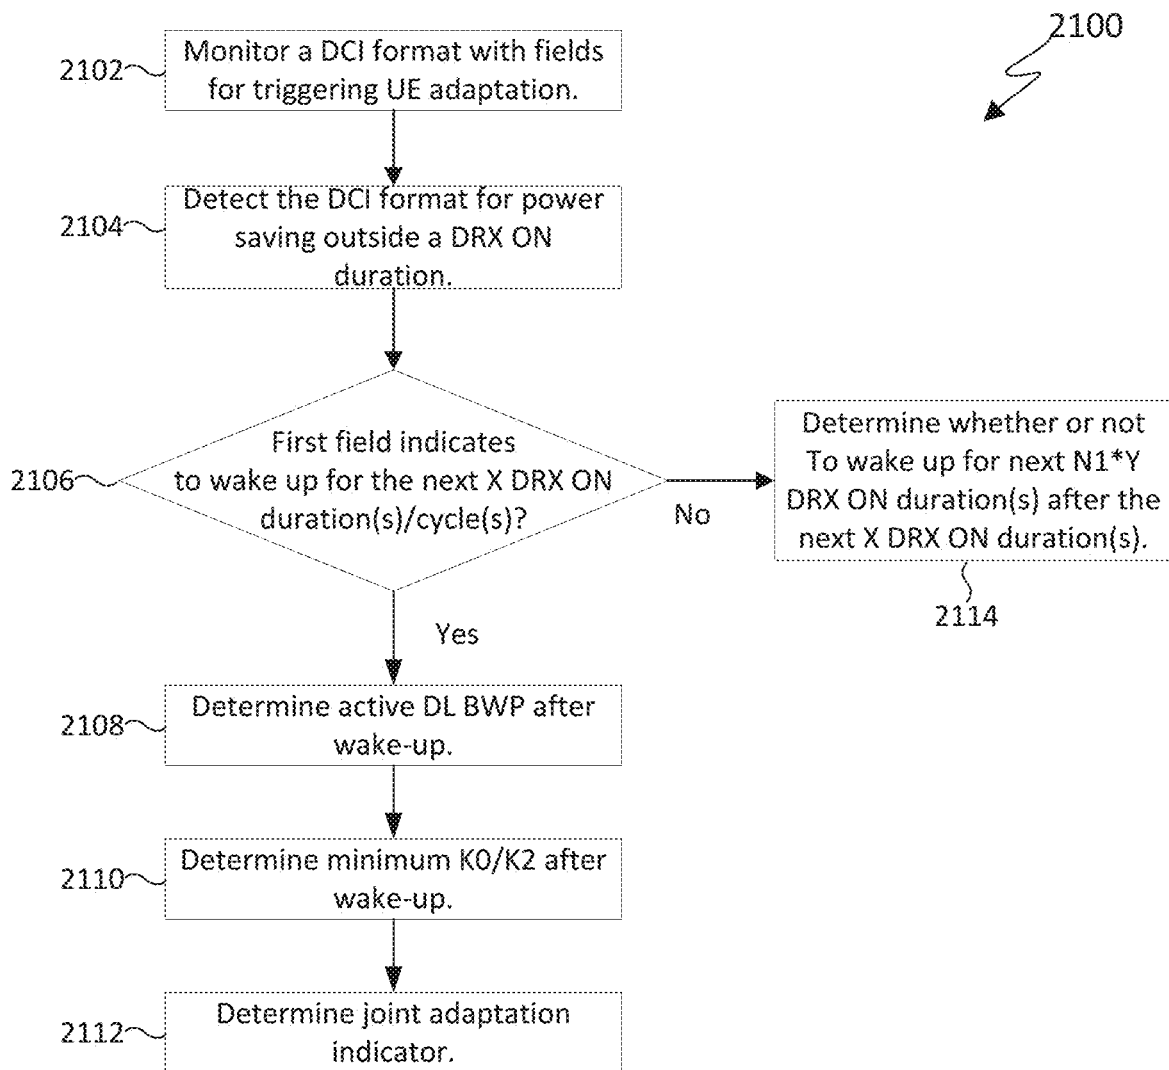 2100
2102
Monitor a DCI format with fields
for triggering UE adaptation.
2104
Detect the DCI format for power
saving outside a DRX ON
duration.
2106
First field indicates
to wake up for the next X DRX ON
duration(s)/cycle(s)?
No
Determine whether or not
To wake up for next N1*Y
DRX ON duration(s) after the
next X DRX ON duration(s).
2114
Yes
2108
Determine active DL BWP after
wake-up.
2110
Determine minimum K0/K2 after
wake-up.
2112
Determine joint adaptation
indicator.